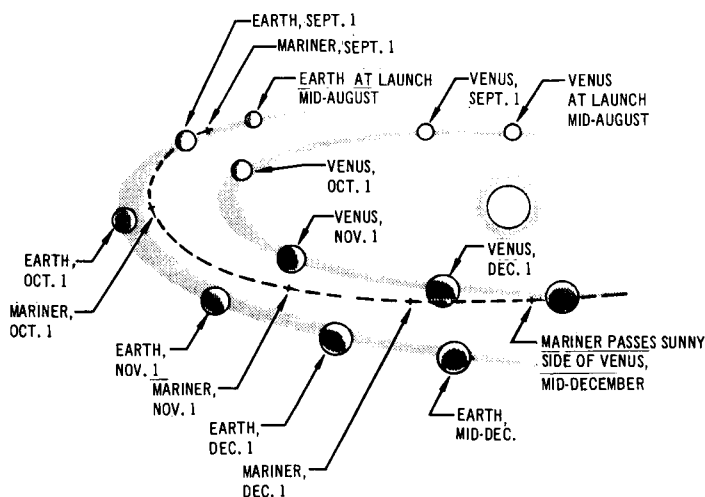 EARTH, SEPT. 1
MARINER, SEPT. 1
EARTH AT LAUNCH
MID-AUGUST
VENUS,
SEPT. 1
VENUS
AT LAUNCH
MID-AUGUST
VENUS,
OCT. 1
VENUS,
NOV. 1
VENUS,
DEC. 1
EARTH,
OCT. 1
MARINER,
OCT. 1
EARTH,
NOV. 1
MARINER,
NOV. 1
EARTH,
DEC. 1
MARINER,
DEC. 1
EARTH
MID-DEC.
MARINER PASSES SUNNY
SIDE OF VENUS,
MID-DECEMBER